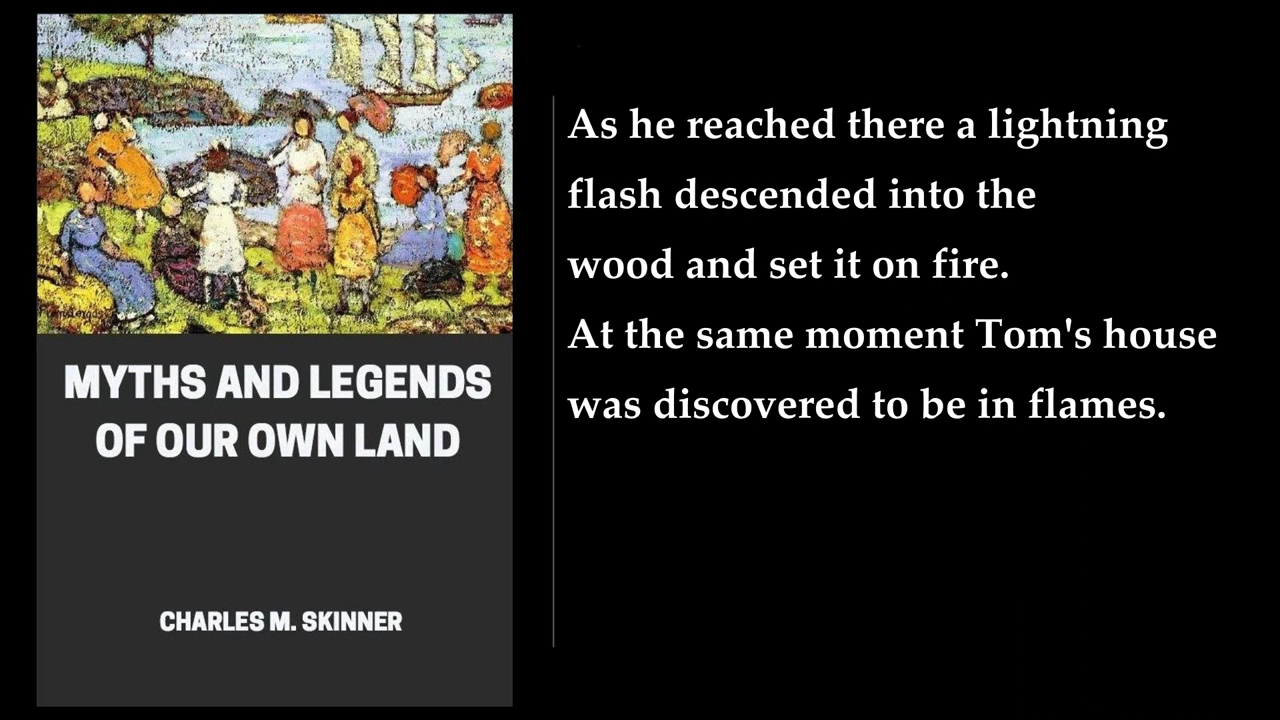 MYTHS AND LEGENDS
OF OUR OWN LAND
CHARLES M. SKINNER
As he reached there a lightning
flash descended into the
wood and set it on fire.
At the same moment Tom's house
was discovered to be in flames.